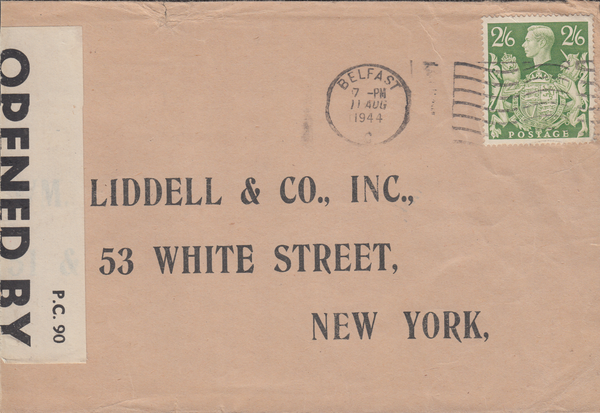 OPENED BY
P.C. 90
BELFAST
7-PM
11 AUG
1944
2/6 2/6
POSTAGE
LIDDELL & CO., INC.,
53 WHITE STREET,
NEW YORK,